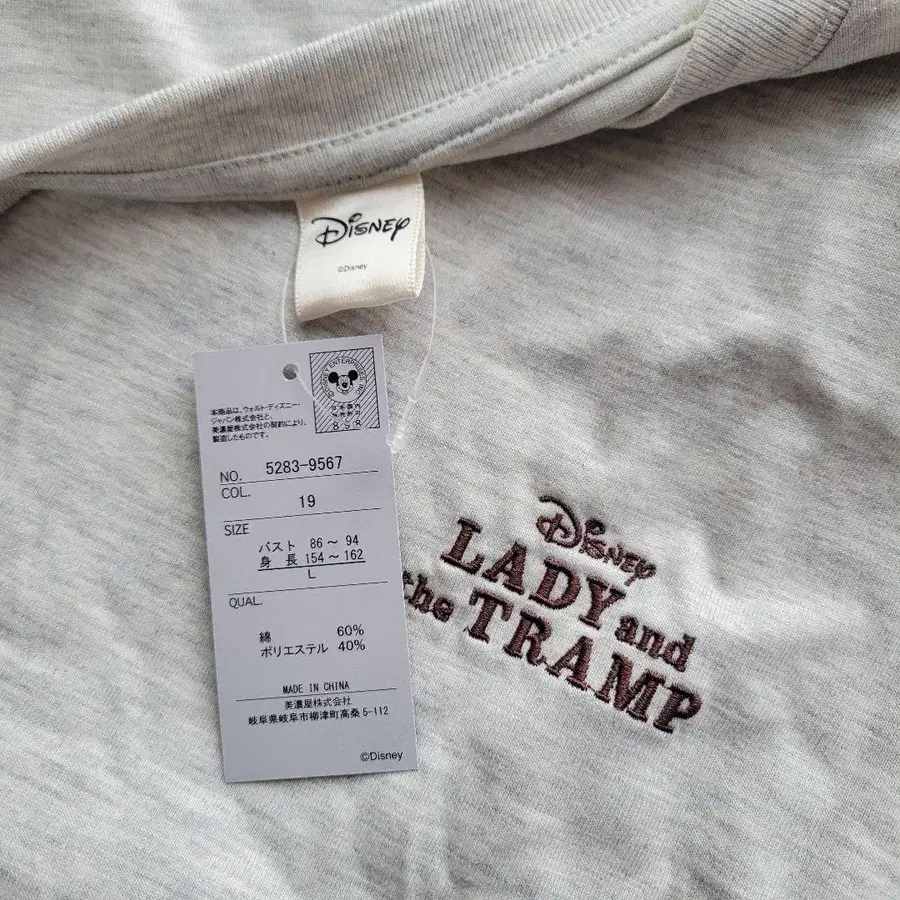 Disney
©Disney
本商品は、ウォルト・ディズニー・
ジャパン株式会社と、
美濃屋株式会社の契約により、
製造したものです。
NO. 5283-9567
COL.
19
SIZE
バスト 86～94
身長 154～162
L
QUAL.
綿 60%
ポリエステル 40%
MADE IN CHINA
美濃屋株式会社
岐阜県岐阜市柳津町高桑5-112
©Disney
Disney
LADY and
the TRAMP